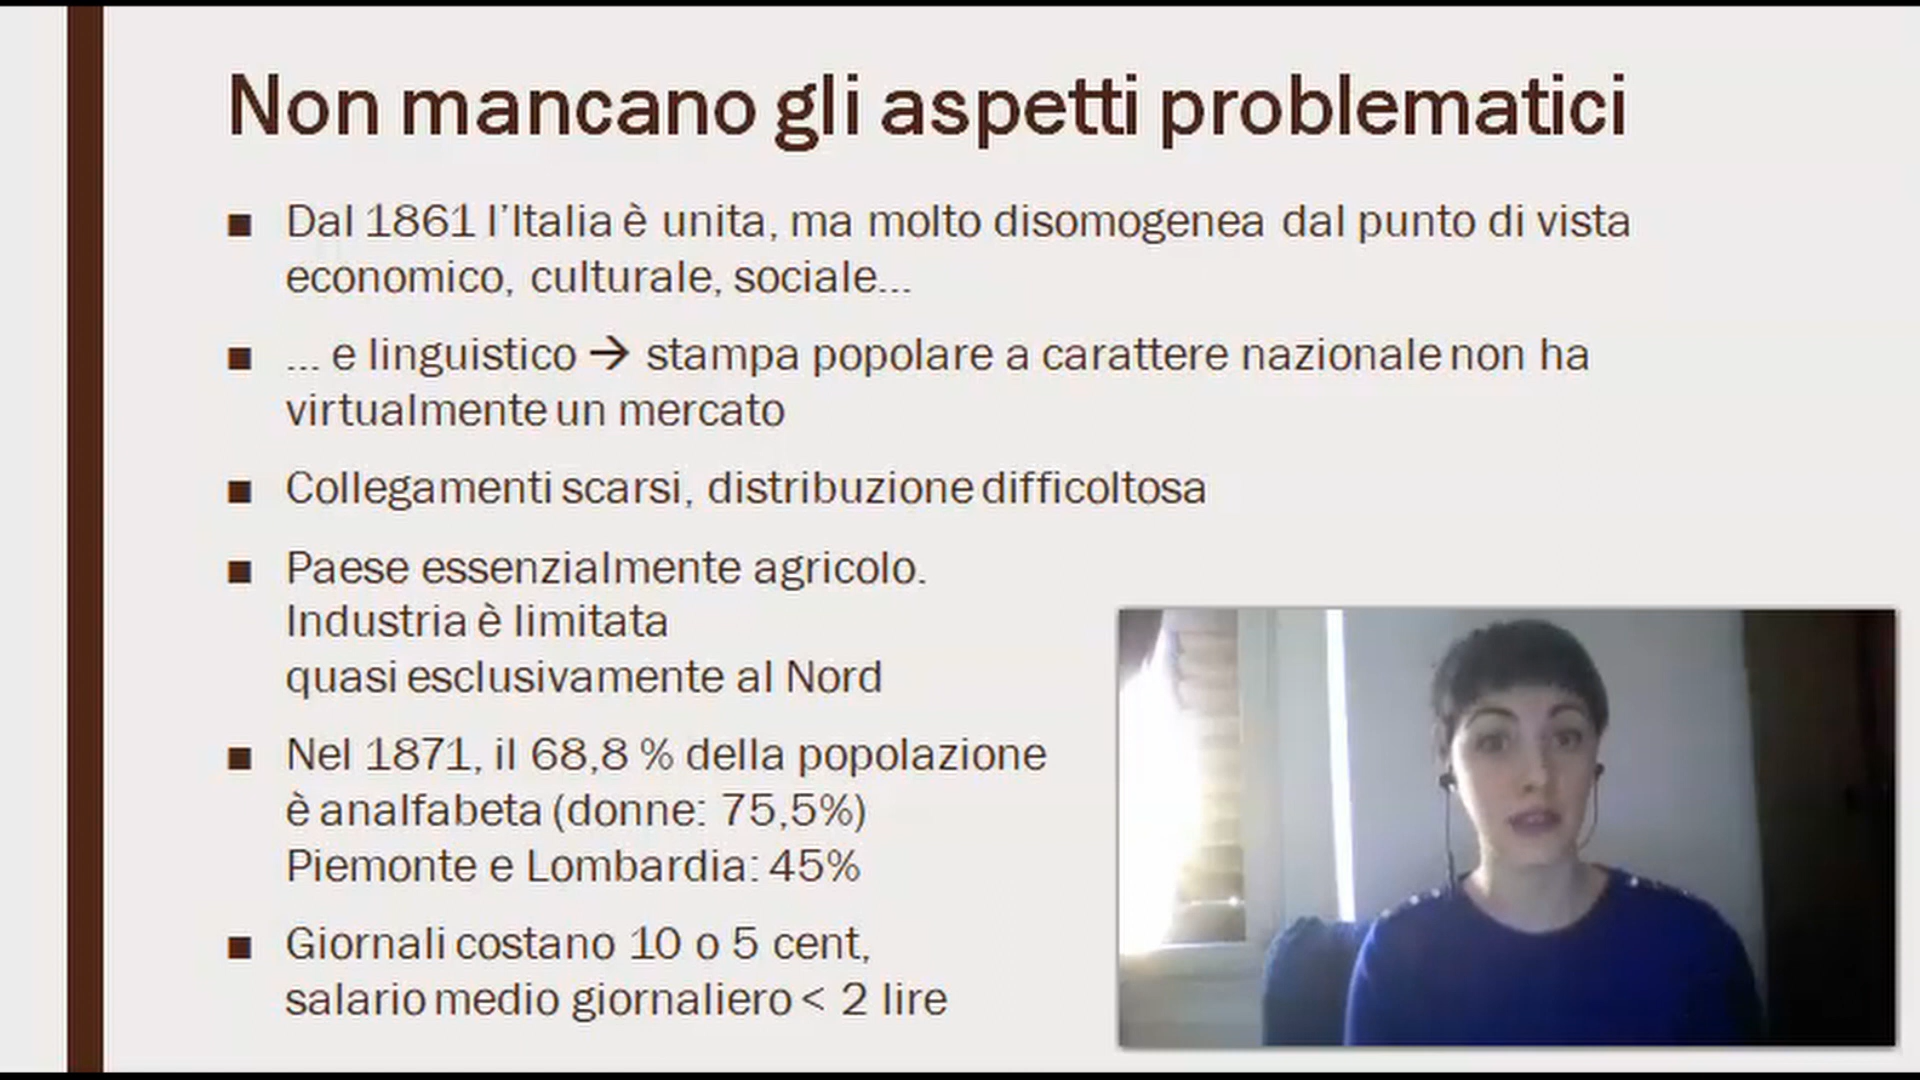 Non mancano gli aspetti problematici
■ Dal 1861 l'Italia è unita, ma molto disomogenea dal punto di vista
economico, culturale, sociale...
■ ... e linguistico → stampa popolare a carattere nazionale non ha
virtualmente un mercato
■ Collegamenti scarsi, distribuzione difficoltosa
■ Paese essenzialmente agricolo.
Industria è limitata
quasi esclusivamente al Nord
■ Nel 1871, il 68,8 % della popolazione
è analfabeta (donne: 75,5%)
Piemonte e Lombardia: 45%
■ Giornali costano 10 o 5 cent,
salario medio giornaliero < 2 lire